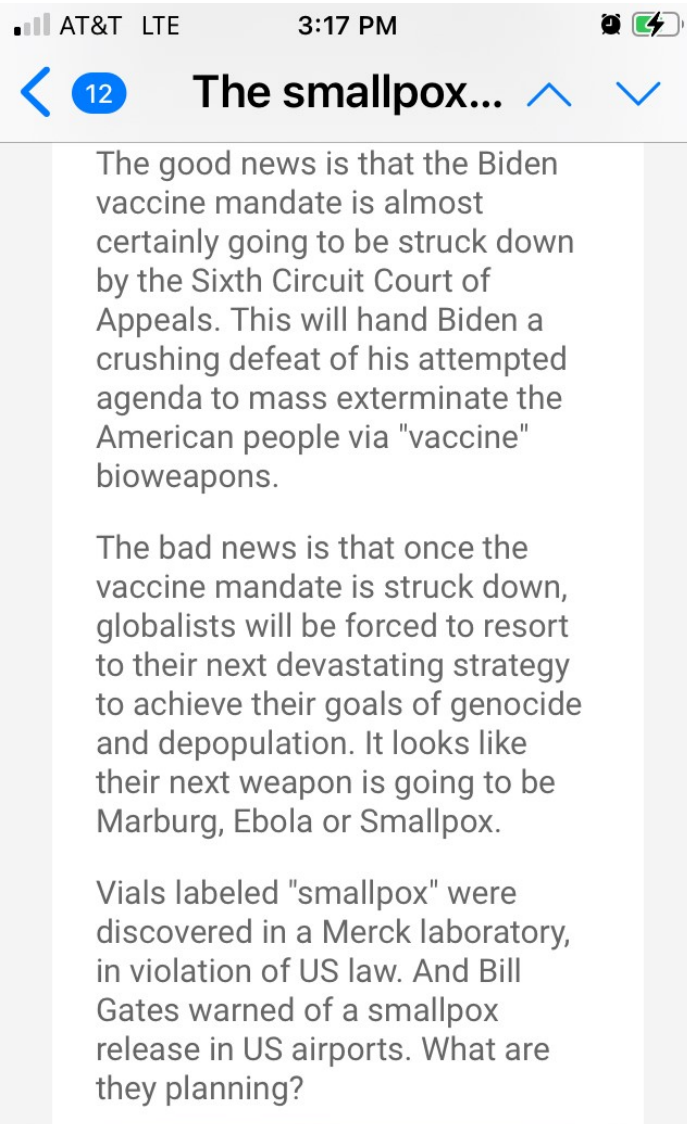 AT&T LTE 3:17 PM
12 The smallpox...
The good news is that the Biden
vaccine mandate is almost
certainly going to be struck down
by the Sixth Circuit Court of
Appeals. This will hand Biden a
crushing defeat of his attempted
agenda to mass exterminate the
American people via "vaccine"
bioweapons.
The bad news is that once the
vaccine mandate is struck down,
globalists will be forced to resort
to their next devastating strategy
to achieve their goals of genocide
and depopulation. It looks like
their next weapon is going to be
Marburg, Ebola or Smallpox.
Vials labeled "smallpox" were
discovered in a Merck laboratory,
in violation of US law. And Bill
Gates warned of a smallpox
release in US airports. What are
they planning?